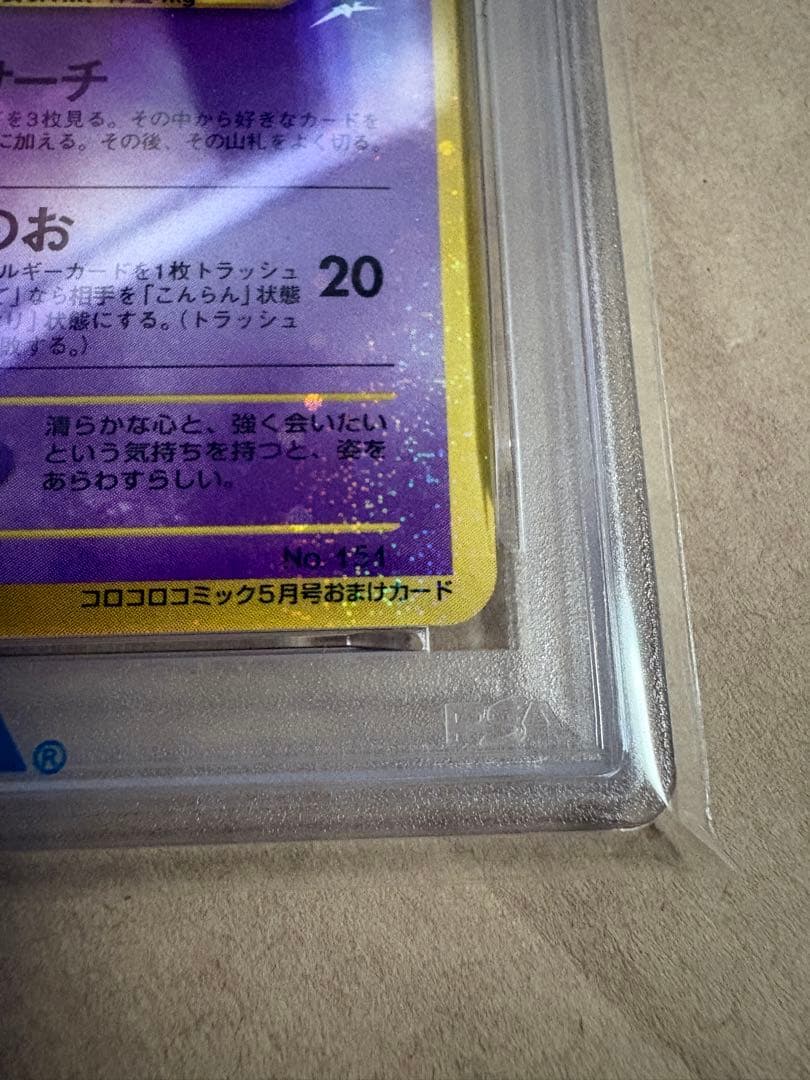 サーチ
を3枚見る。その中から好きなカードを
に加える。その後、その山札をよく切る。
のお
ルギーカードを1枚トラッシュ
20
て」なら相手を「こんらん」状態
り」状態にする。(トラッシュ
敗する。)
清らかな心と、強く会いたい
という気持ちを持つと、姿を
あらわすらしい。
No. 151
コロコロコミック5月号おまけカード
PSA
®